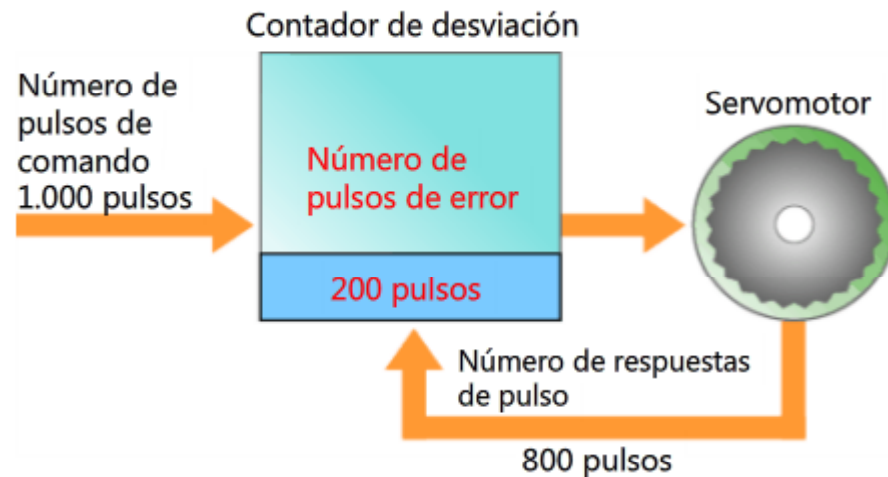 Contador de desviación
Número de
pulsos de
comando
1.000 pulsos
Número de
pulsos de error
200 pulsos
Servomotor
Número de respuestas
de pulso
800 pulsos